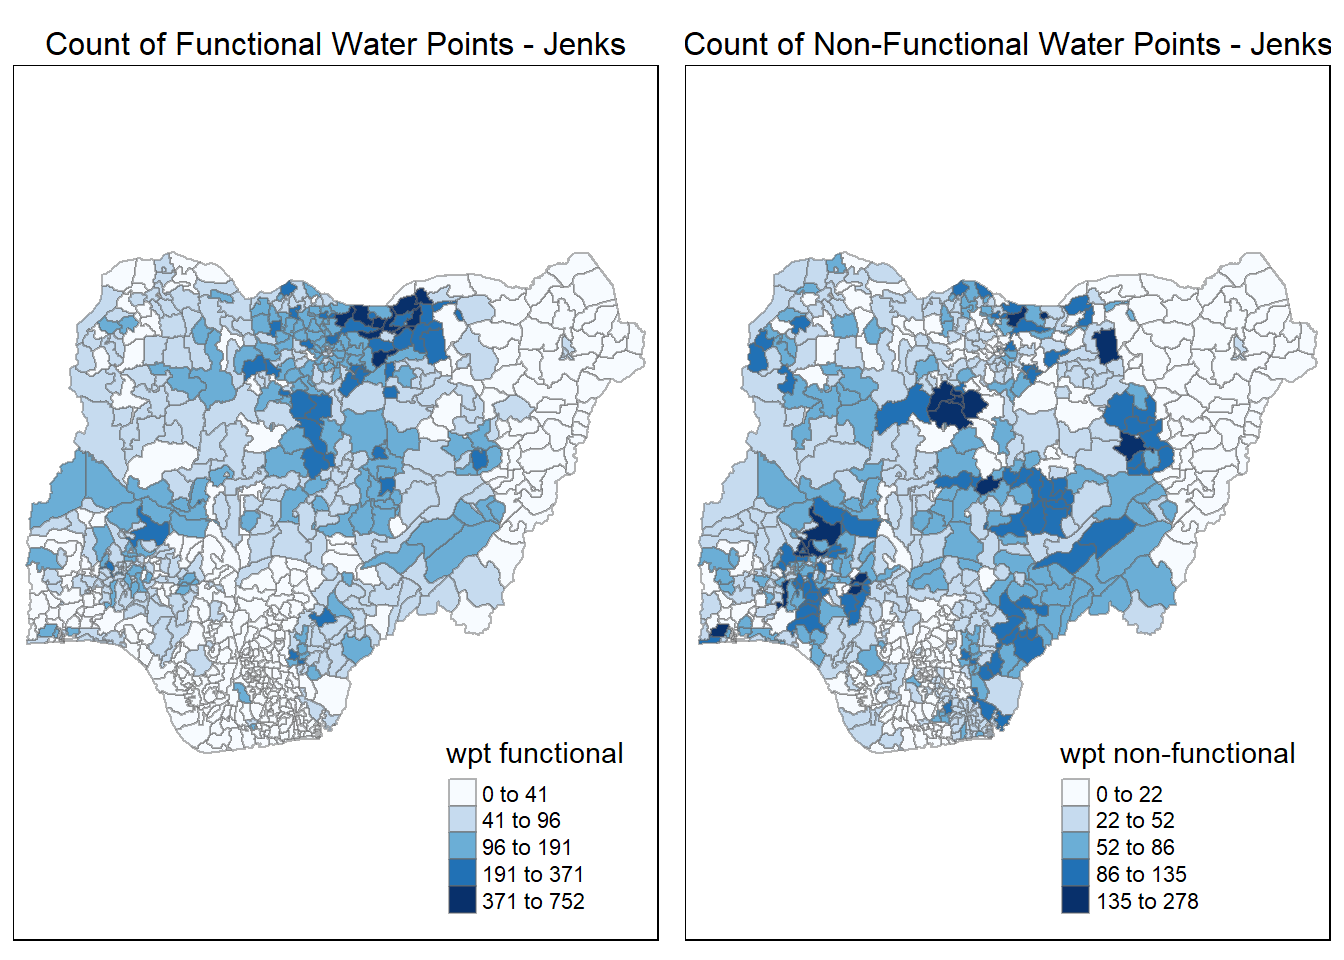 Count of Functional Water Points - Jenks
wpt functional
0 to 41
41 to 96
96 to 191
191 to 371
371 to 752
Count of Non-Functional Water Points - Jenks
wpt non-functional
0 to 22
22 to 52
52 to 86
86 to 135
135 to 278